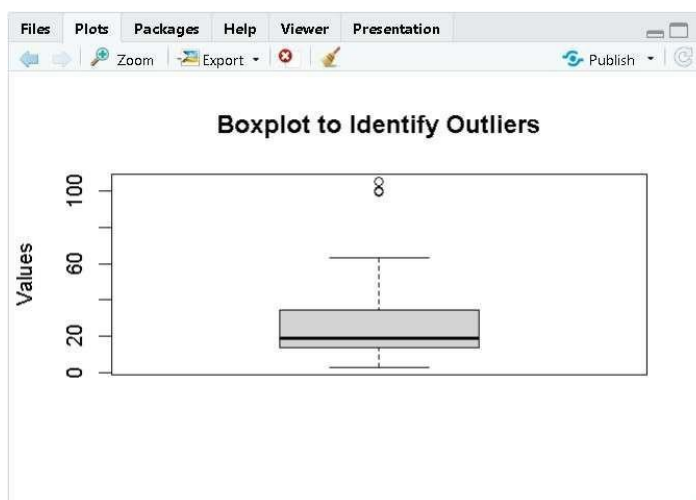 Files Plots Packages Help Viewer Presentation
Zoom Export Publish
Boxplot to Identify Outliers
Values
100
60
20
0